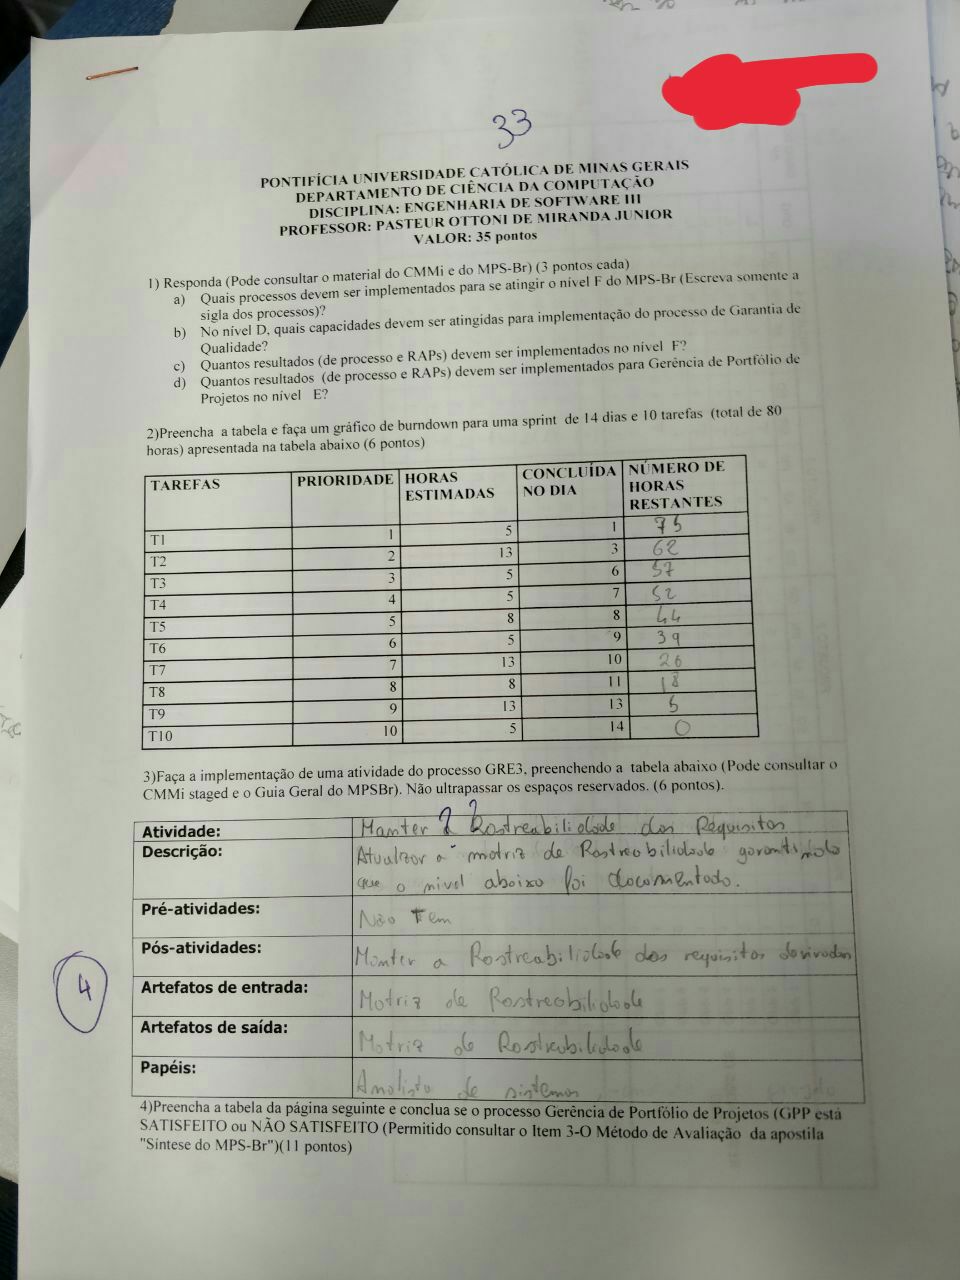 33
PONTIFÍCIA UNIVERSIDADE CATÓLICA DE MINAS GERAIS
DEPARTAMENTO DE CIÊNCIA DA COMPUTAÇÃO
DISCIPLINA: ENGENHARIA DE SOFTWARE III
PROFESSOR: PASTEUR OTTONI DE MIRANDA JUNIOR
VALOR: 35 pontos
1) Responda (Pode consultar o material do CMMi e do MPS-Br) (3 pontos cada)
a) Quais processos devem ser implementados para se atingir o nível F do MPS-Br (Escreva somente a
sigla dos processos)?
b) No nível D, quais capacidades devem ser atingidas para implementação do processo de Garantia de
Qualidade?
c) Quantos resultados (de processo e RAPs) devem ser implementados no nível F?
d) Quantos resultados (de processo e RAPs) devem ser implementados para Gerência de Portfólio de
Projetos no nível E?
2)Preencha a tabela e faça um gráfico de burndown para uma sprint de 14 dias e 10 tarefas (total de 80
horas) apresentada na tabela abaixo (6 pontos)
TAREFAS PRIORIDADE HORAS ESTIMADAS CONCLUÍDA NO DIA NÚMERO DE HORAS RESTANTES
T1 1 5 1 75
T2 2 13 3 62
T3 3 5 6 57
T4 4 5 7 52
T5 5 8 8 44
T6 6 5 9 39
T7 7 13 10 26
T8 8 8 11 18
T9 9 13 13 5
T10 10 5 14 0
3)Faça a implementação de uma atividade do processo GRE3, preenchendo a tabela abaixo (Pode consultar o
CMMi staged e o Guia Geral do MPSBr). Não ultrapassar os espaços reservados. (6 pontos).
Atividade: Manter a Rastreabilidade dos Requisitos
Descrição: Atualizar a matriz de Rastreabilidade garantindo
que o nivel abaixo foi documentado.
Pré-atividades: Não Tem
Pós-atividades: Manter a Rastreabilidade dos requisitos derivados
4
Artefatos de entrada: Matriz de Rastreabilidade
Artefatos de saída: Matriz de Rastreabilidade
Papéis: Analista de sistemas
4)Preencha a tabela da página seguinte e conclua se o processo Gerência de Portfólio de Projetos (GPP está
SATISFEITO ou NÃO SATISFEITO (Permitido consultar o Item 3-O Método de Avaliação da apostila
"Síntese do MPS-Br")(11 pontos)